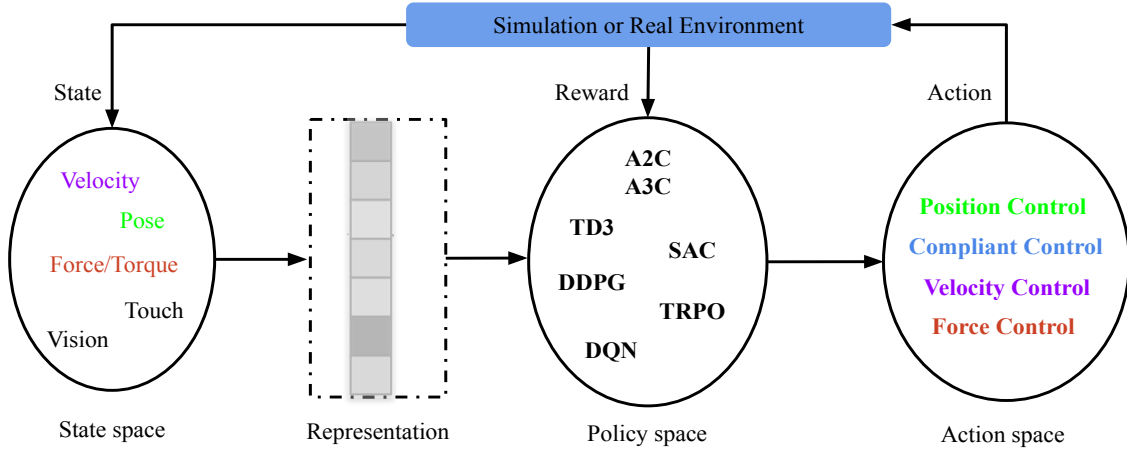 Simulation or Real Environment
State
Reward
Action
Velocity
Pose
Force/Torque
Touch
Vision
A2C
A3C
TD3
SAC
DDPG
TRPO
DQN
Position Control
Compliant Control
Velocity Control
Force Control
State space
Representation
Policy space
Action space